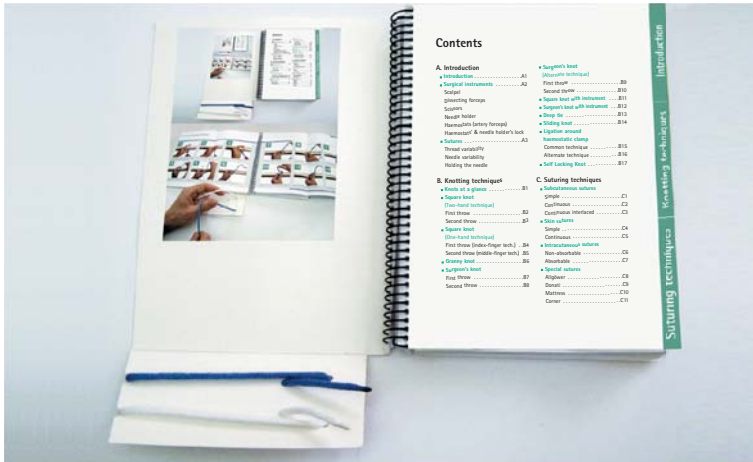 Contents
A. Introduction
Introduction ....................A1
Surgical instruments ..........A2
Scalpel
Dissecting forceps
Scissors
Needle holder
Haemostats (artery forceps)
Haemostats' & needle holder's lock
Sutures .........................A3
Thread variability
Needle variability
Holding the needle
B. Knotting techniques
Knots at a glance ..............B1
Square knot
(Two-hand technique)
First throw ....................B2
Second throw ...................B3
Square knot
(One-hand technique)
First throw (index-finger tech.) ..B4
Second throw (middle-finger tech.) B5
Granny knot ....................B6
Surgeon's knot
First throw ....................B7
Second throw ...................B8
Surgeon's knot
(Alternate technique)
First throw ....................B9
Second throw ...................B10
Square knot with instrument ...B11
Surgeon's knot with instrument ...B12
Deep tie .......................B13
Sliding knot ...................B14
Ligation around
haemostatic clamp
Common technique ...............B15
Alternate technique ............B16
Self Locking Knot ..............B17
C. Suturing techniques
Subcutaneous sutures
Simple .........................C1
Continuous .....................C2
Continuous interlaced ..........C3
Skin sutures
Simple .........................C4
Continuous .....................C5
Intracutaneous sutures
Non-absorbable .................C6
Absorbable .....................C7
Special sutures
Allgöwer .......................C8
Donati .........................C9
Mattress .......................C10
Corner .........................C11
Introduction
Knotting techniques
Suturing techniques